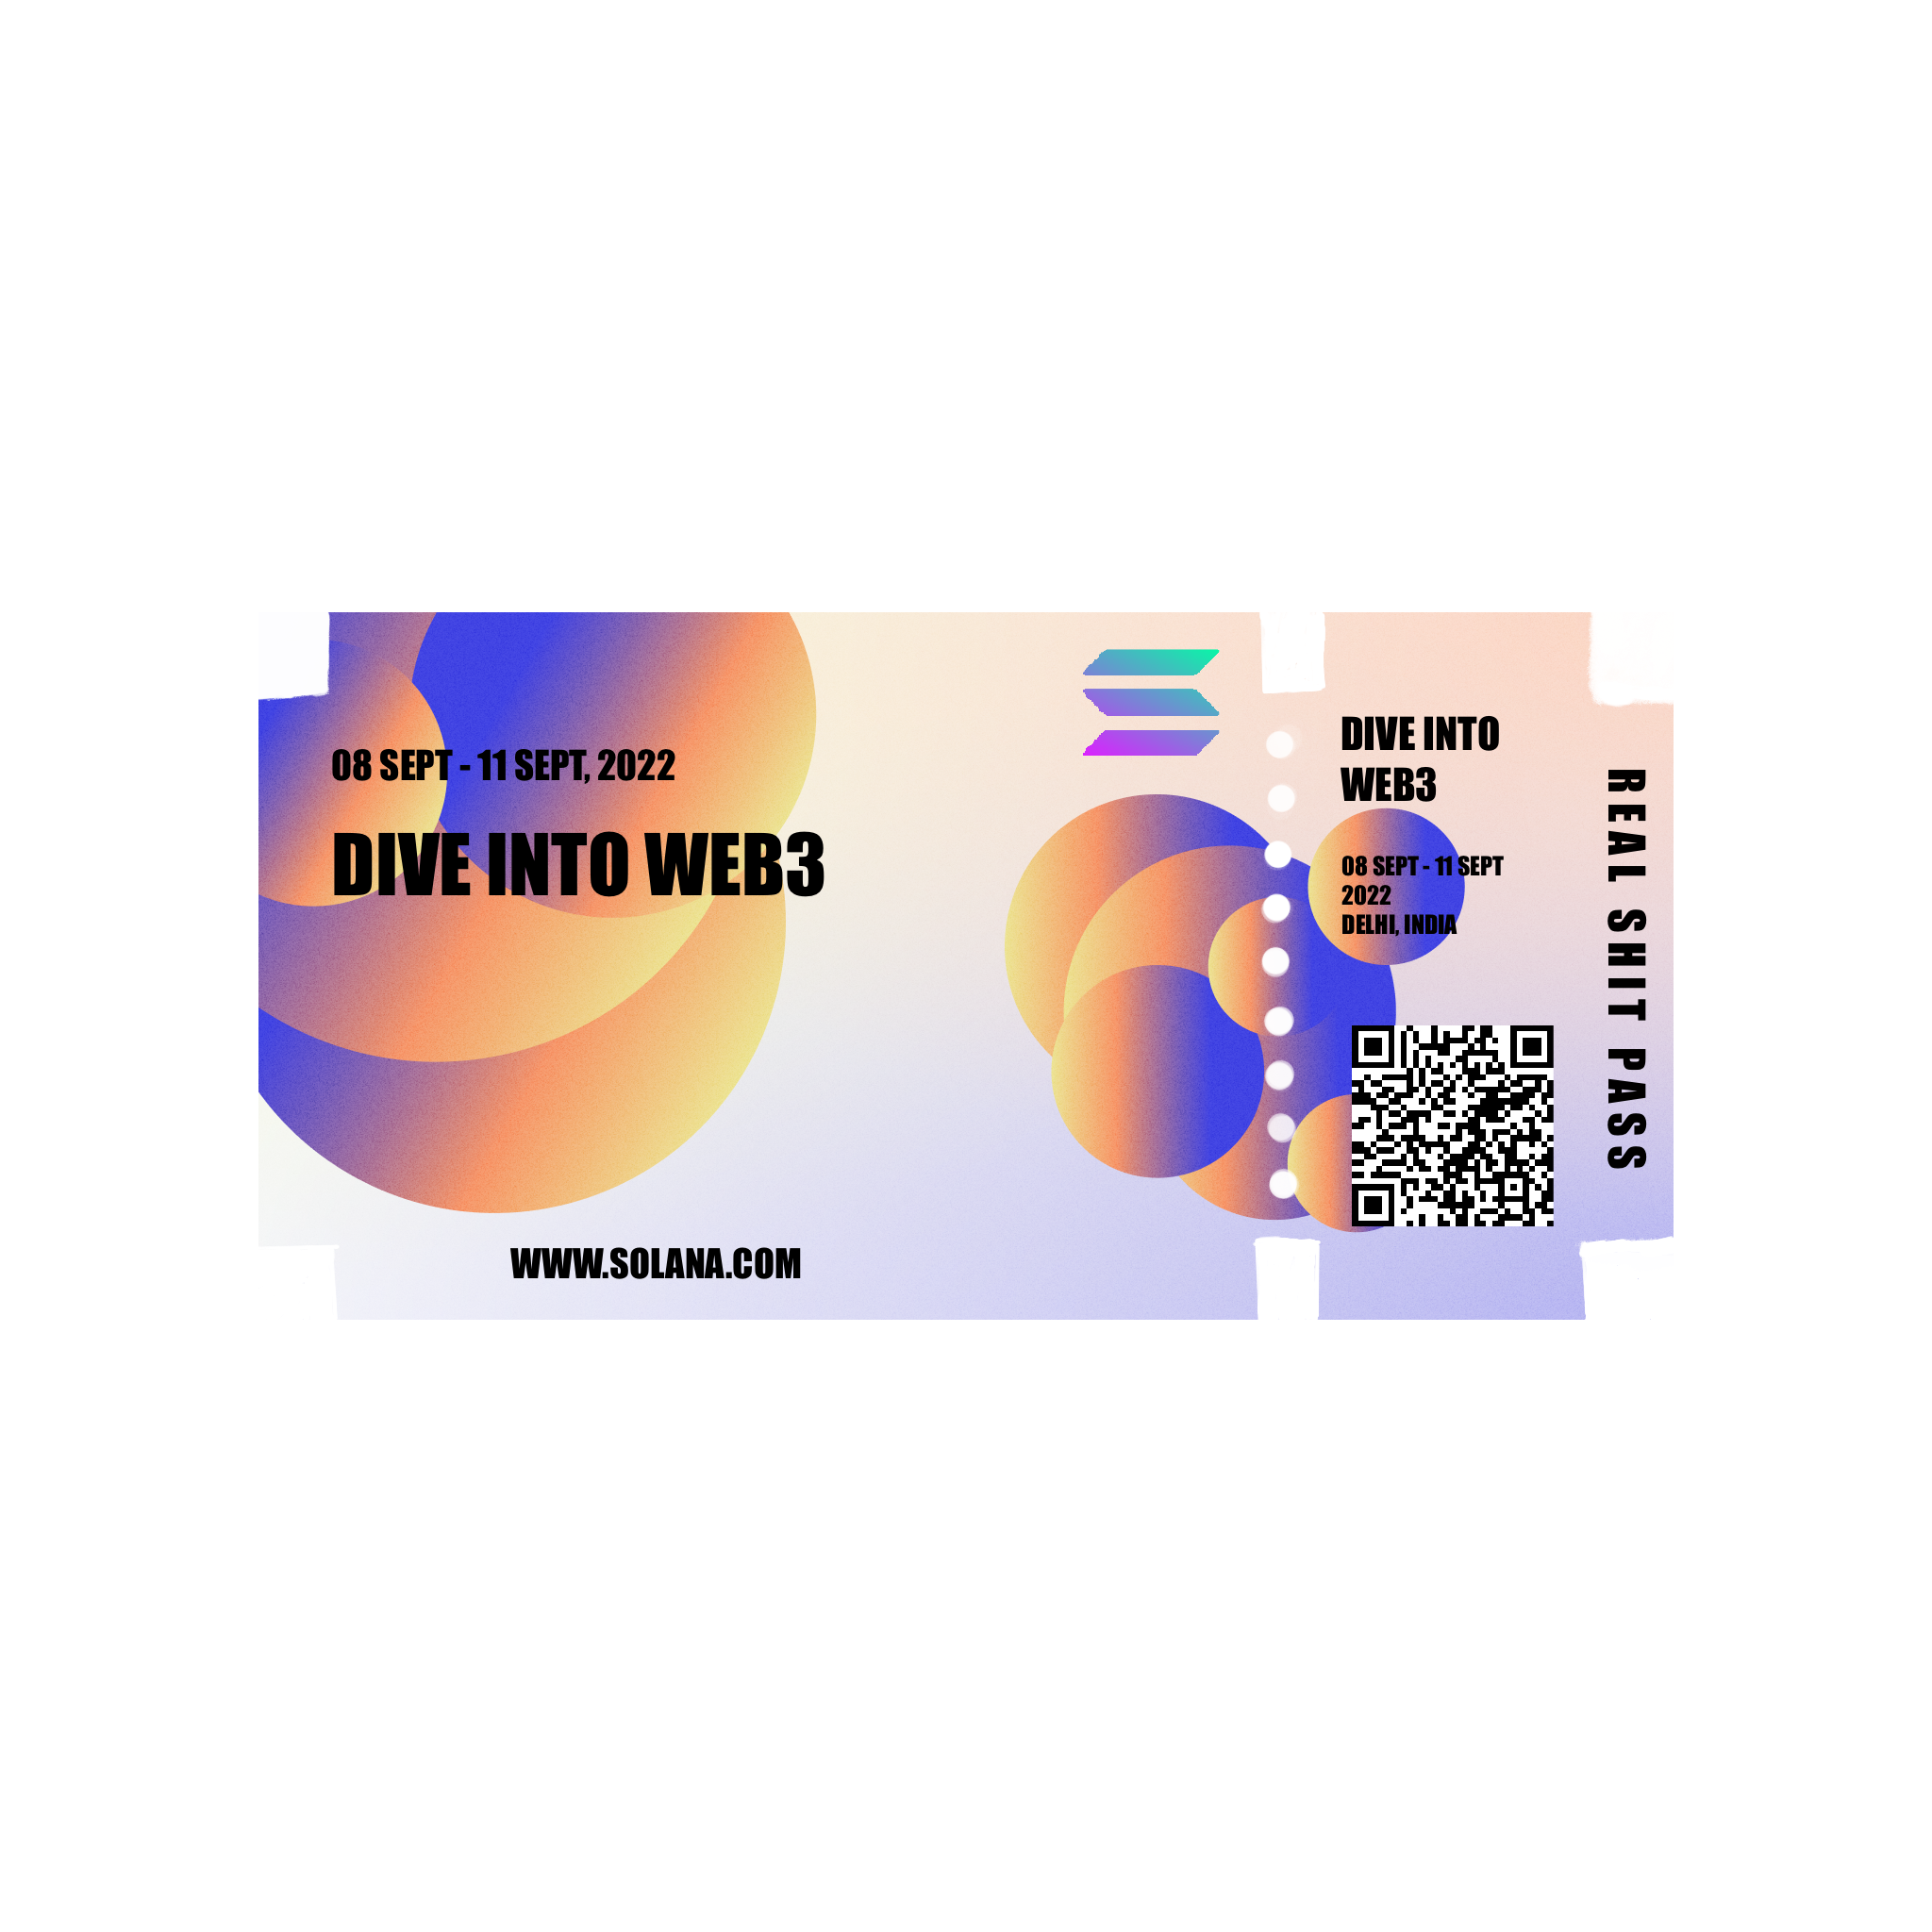 08 SEPT - 11 SEPT, 2022
DIVE INTO WEB3
WWW.SOLANA.COM
DIVE INTO
WEB3
08 SEPT - 11 SEPT
2022
DELHI, INDIA
REAL SHIT PASS